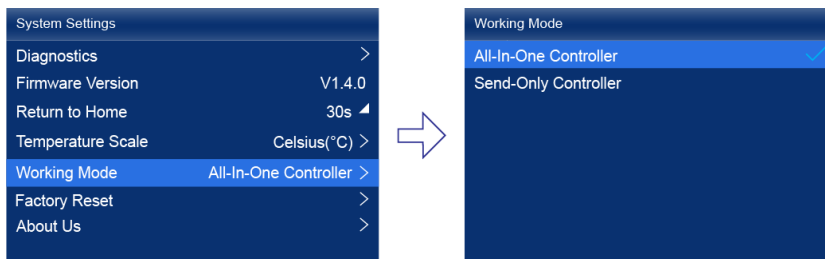 System Settings
Diagnostics >
Firmware Version V1.4.0
Return to Home 30s
Temperature Scale Celsius(°C) >
Working Mode All-In-One Controller >
Factory Reset >
About Us >
Working Mode
All-In-One Controller
Send-Only Controller